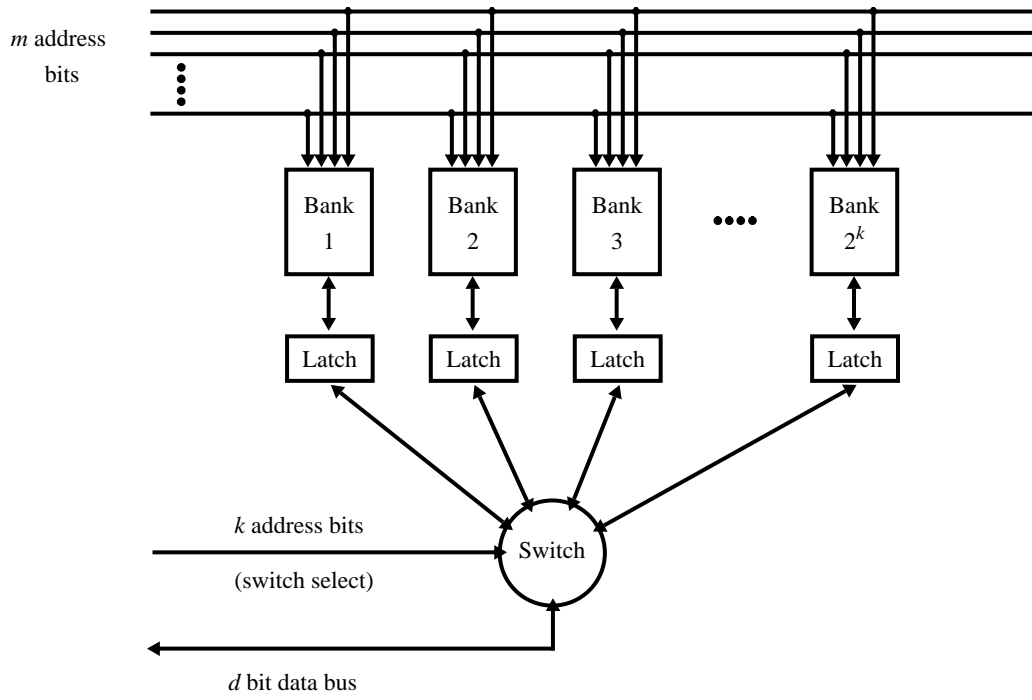 m address
bits
Bank
1
Bank
2
Bank
3
Bank
2^k
Latch
Latch
Latch
Latch
k address bits
Switch
(switch select)
d bit data bus